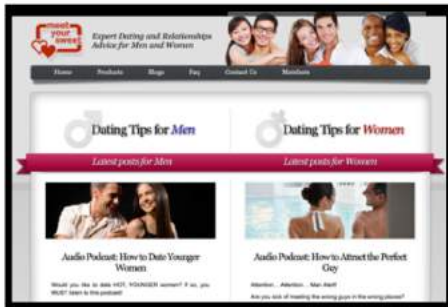 meet
your
sweet
Expert Dating and Relationships
Advice for Men and Women
Home Products Blogs Faq Contact Us Members
Dating Tips for Men
Dating Tips for Women
Latest posts for Men
Latest posts for Women
Audio Podcast: How to Date Younger
Women
Would you like to date HOT, YOUNGER women? If so, you
MUST listen to this podcast!
Audio Podcast: How to Attract the Perfect
Guy
Attention... Attention... Man Alert!
Are you sick of meeting the wrong guys in the wrong places?